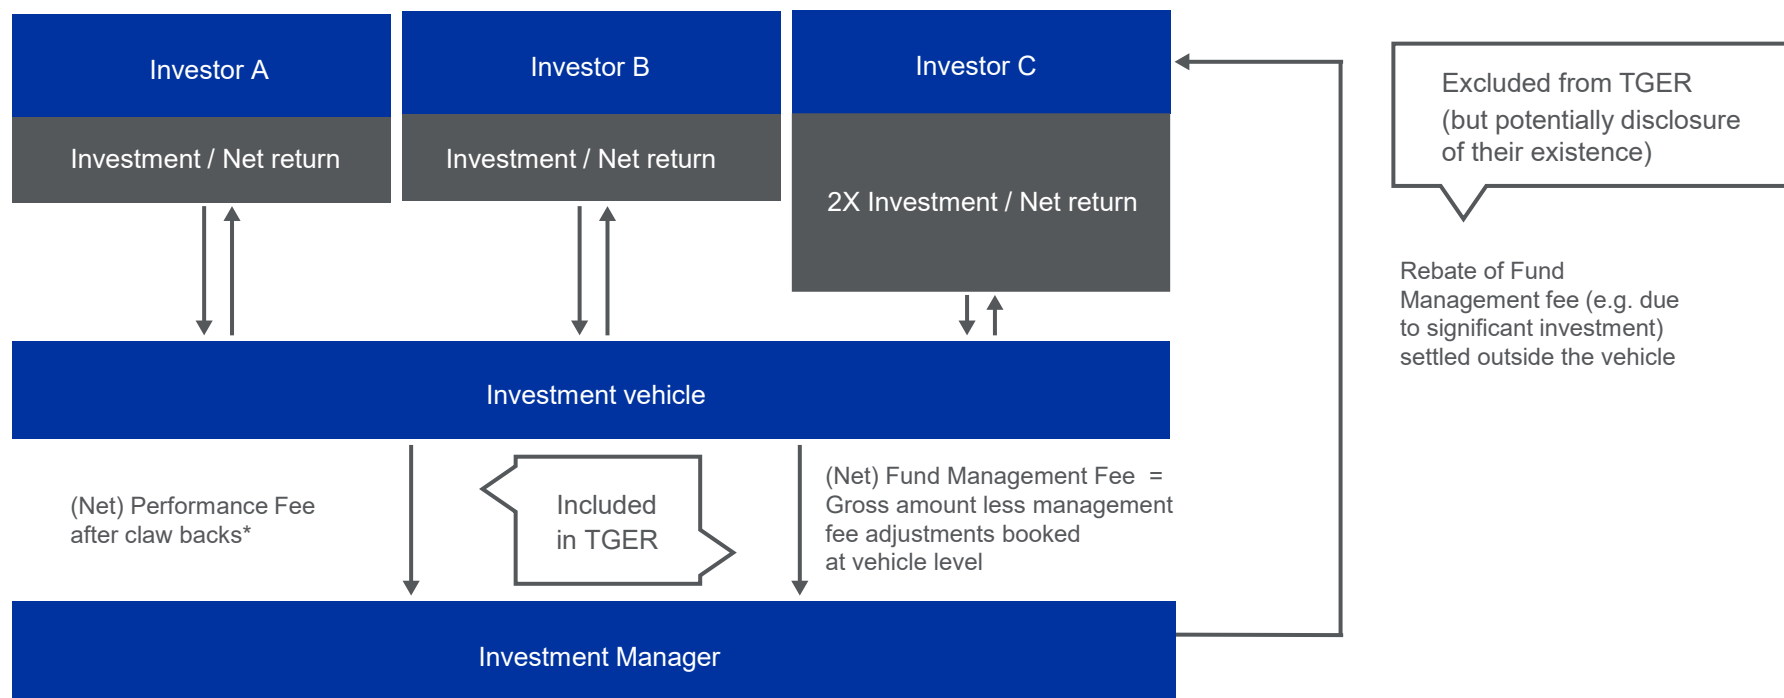 Investor A
Investor B
Investor C
Investment / Net return
Investment / Net return
2X Investment / Net return
Excluded from TGER
(but potentially disclosure
of their existence)
Rebate of Fund
Management fee (e.g. due
to significant investment)
settled outside the vehicle
Investment vehicle
(Net) Performance Fee
after claw backs*
Included
in TGER
(Net) Fund Management Fee =
Gross amount less management
fee adjustments booked
at vehicle level
Investment Manager